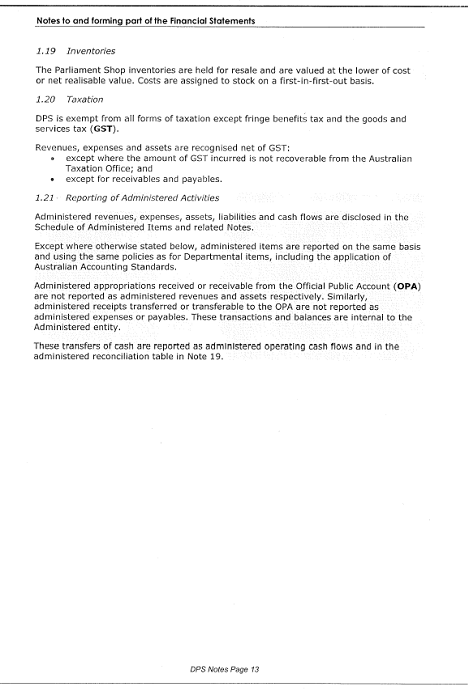 Notes to and forming part of the Financial Statements
1.19 Inventories
The Parliament Shop inventories are held for resale and are valued at the lower of cost
or net realisable value. Costs are assigned to stock on a first-in-first-out basis.
1.20 Taxation
DPS is exempt from all forms of taxation except fringe benefits tax and the goods and
services tax (GST).
Revenues, expenses and assets are recognised net of GST:
• except where the amount of GST incurred is not recoverable from the Australian
Taxation Office; and
• except for receivables and payables.
1.21 Reporting of Administered Activities
Administered revenues, expenses, assets, liabilities and cash flows are disclosed in the
Schedule of Administered Items and related Notes.
Except where otherwise stated below, administered items are reported on the same basis
and using the same policies as for Departmental items, including the application of
Australian Accounting Standards.
Administered appropriations received or receivable from the Official Public Account (OPA)
are not reported as administered revenues and assets respectively. Similarly,
administered receipts transferred or transferable to the OPA are not reported as
administered expenses or payables. These transactions and balances are internal to the
Administered entity.
These transfers of cash are reported as administered operating cash flows and in the
administered reconciliation table in Note 19.
DPS Notes Page 13